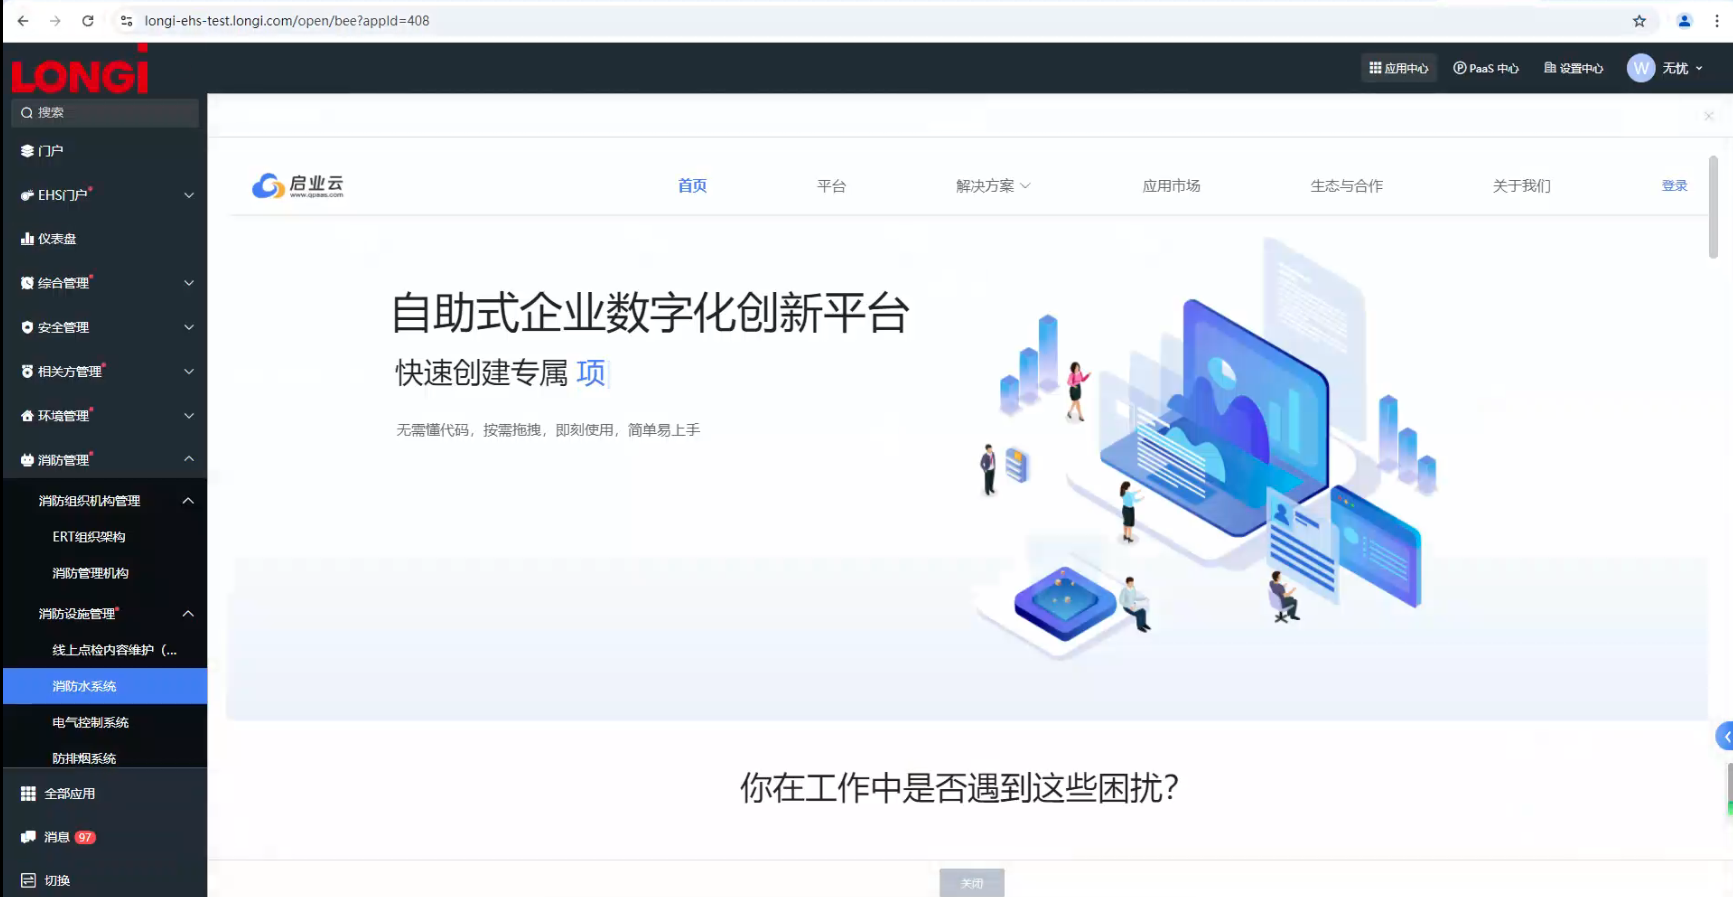 longi-ehs-test.longi.com/open/bee?appId=408
LONGi
应用中心
PaaS 中心
设置中心
W
无忧
搜索
门户
EHS门户
仪表盘
综合管理
安全管理
相关方管理
环境管理
消防管理
消防组织机构管理
ERT组织架构
消防管理机构
消防设施管理
线上点检内容维护（...
消防水系统
电气控制系统
防排烟系统
全部应用
消息 97
切换
启业云
www.qpaas.com
首页
平台
解决方案
应用市场
生态与合作
关于我们
登录
自助式企业数字化创新平台
快速创建专属 项
无需懂代码，按需拖拽，即刻使用，简单易上手
你在工作中是否遇到这些困扰？
关闭